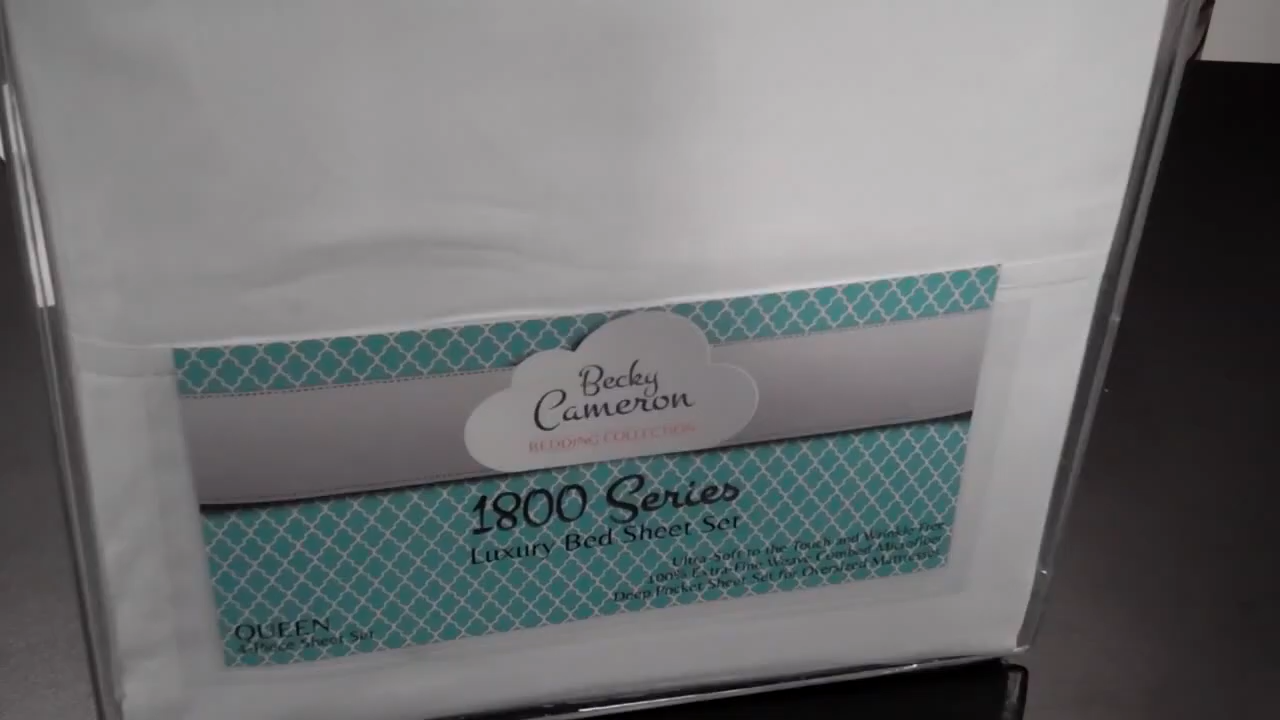 Becky
Cameron
BEDDING COLLECTION
1800 Series
Luxury Bed Sheet Set
Ultra-Soft to the Touch and Wrinkle-Free
100% Extra-Fine Weave Combed Microfiber
Deep Pocket Sheet Set for Oversized Mattresses
QUEEN
4-Piece Sheet Set